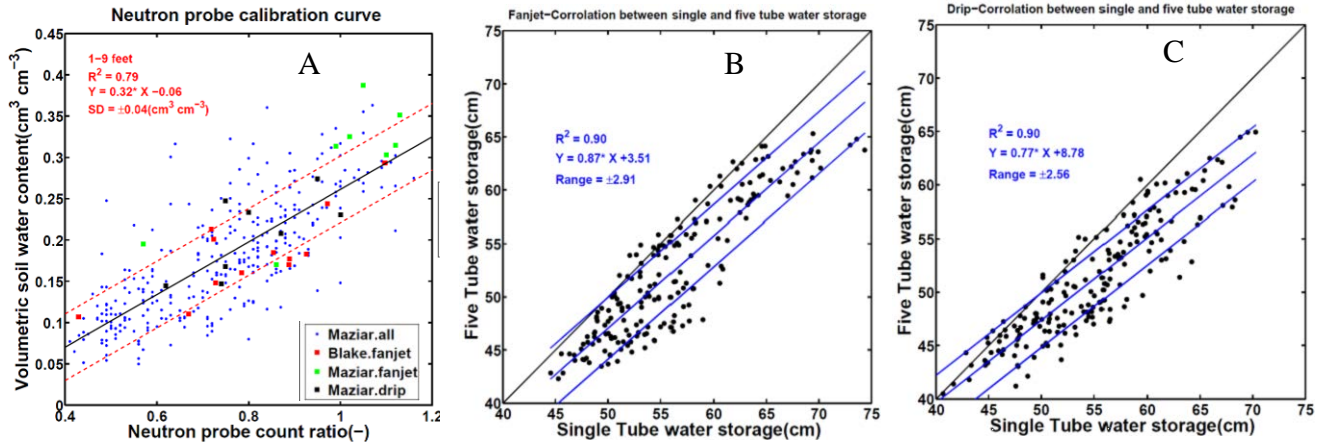 Neutron probe calibration curve
A
1-9 feet
R² = 0.79
Y = 0.32* X -0.06
SD = ±0.04(cm³ cm⁻³)
0.45
0.4
0.35
0.3
0.25
0.2
0.15
0.1
0.05
0
Volumetric soil water content(cm³ cm⁻³)
Maziar.all
Blake.fanjet
Maziar.fanjet
Maziar.drip
0.4 0.6 0.8 1 1.2
Neutron probe count ratio(-)
Fanjet-Corrolation between single and five tube water storage
B
R² = 0.90
Y = 0.87* X +3.51
Range = ±2.91
75
70
65
60
55
50
45
40
Five Tube water storage(cm)
40 45 50 55 60 65 70 75
Single Tube water storage(cm)
Drip-Corrolation between single and five tube water storage
C
R² = 0.90
Y = 0.77* X +8.78
Range = ±2.56
75
70
65
60
55
50
45
40
Five Tube water storage(cm)
40 45 50 55 60 65 70 75
Single Tube water storage(cm)